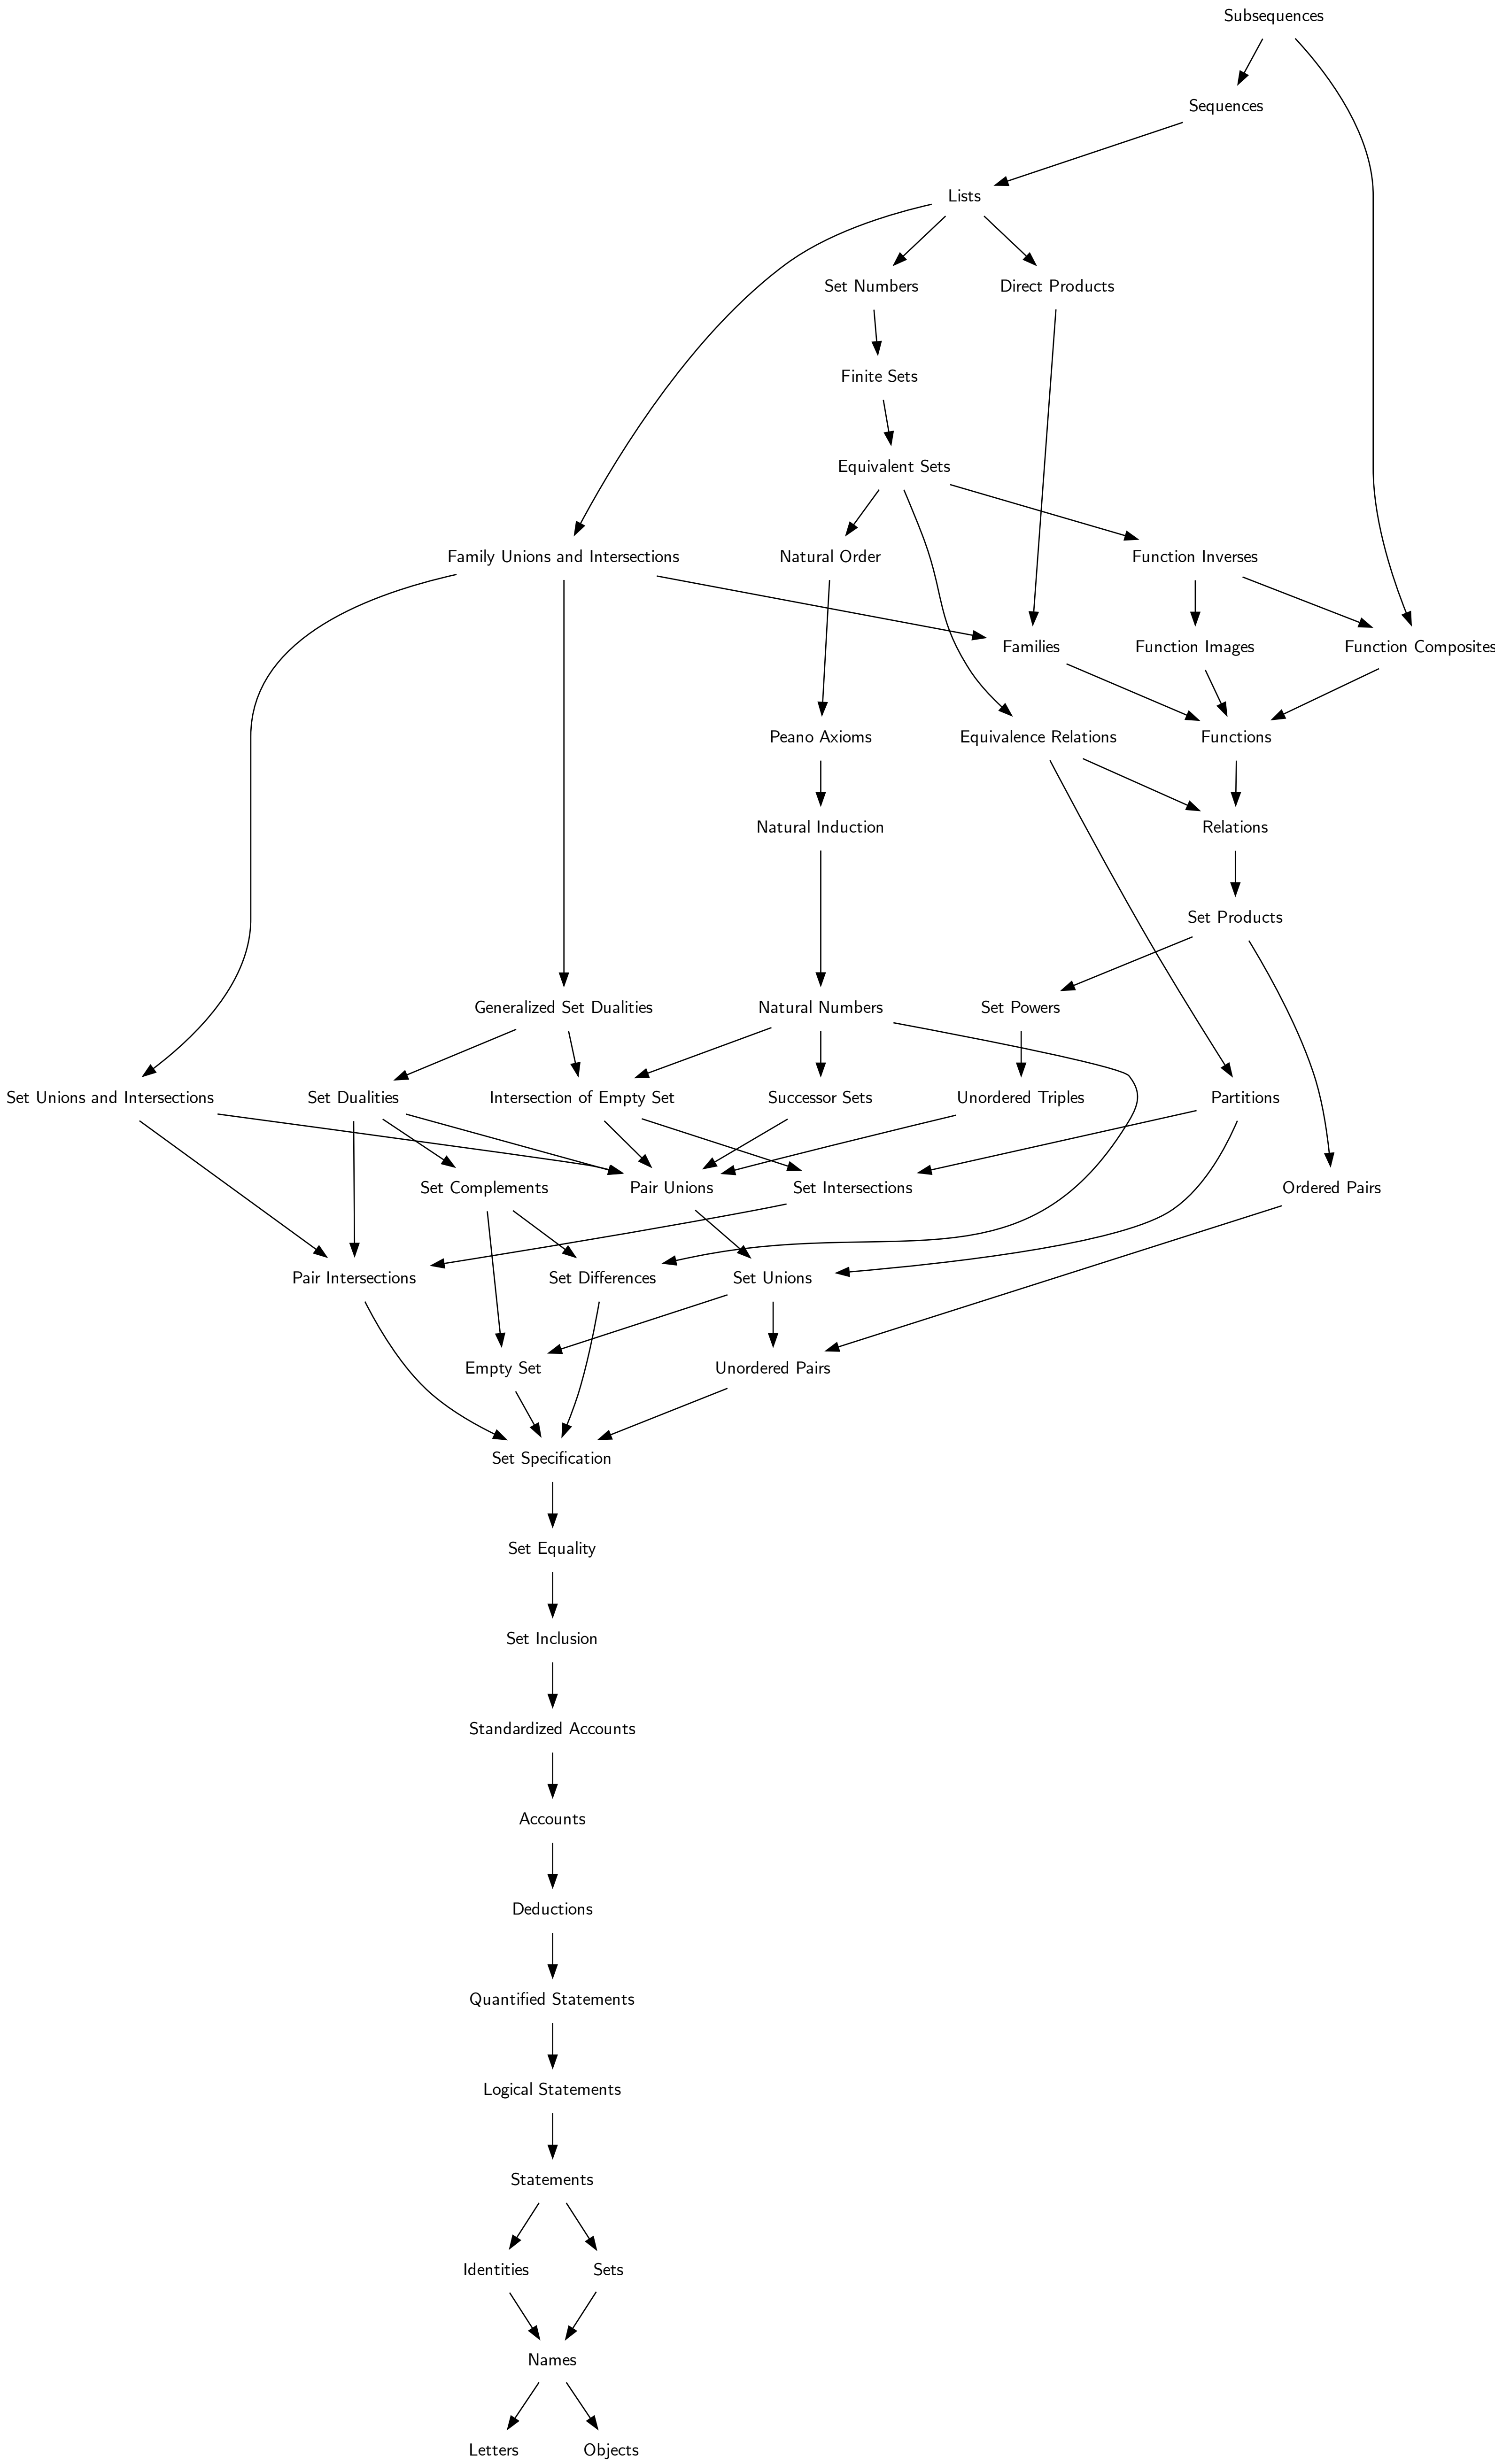 Subsequences
Sequences
Lists
Set Numbers
Direct Products
Finite Sets
Equivalent Sets
Family Unions and Intersections
Natural Order
Function Inverses
Families
Function Images
Function Composites
Peano Axioms
Equivalence Relations
Functions
Natural Induction
Relations
Set Products
Generalized Set Dualities
Natural Numbers
Set Powers
Set Unions and Intersections
Set Dualities
Intersection of Empty Set
Successor Sets
Unordered Triples
Partitions
Set Complements
Pair Unions
Set Intersections
Ordered Pairs
Pair Intersections
Set Differences
Set Unions
Empty Set
Unordered Pairs
Set Specification
Set Equality
Set Inclusion
Standardized Accounts
Accounts
Deductions
Quantified Statements
Logical Statements
Statements
Identities
Sets
Names
Letters
Objects